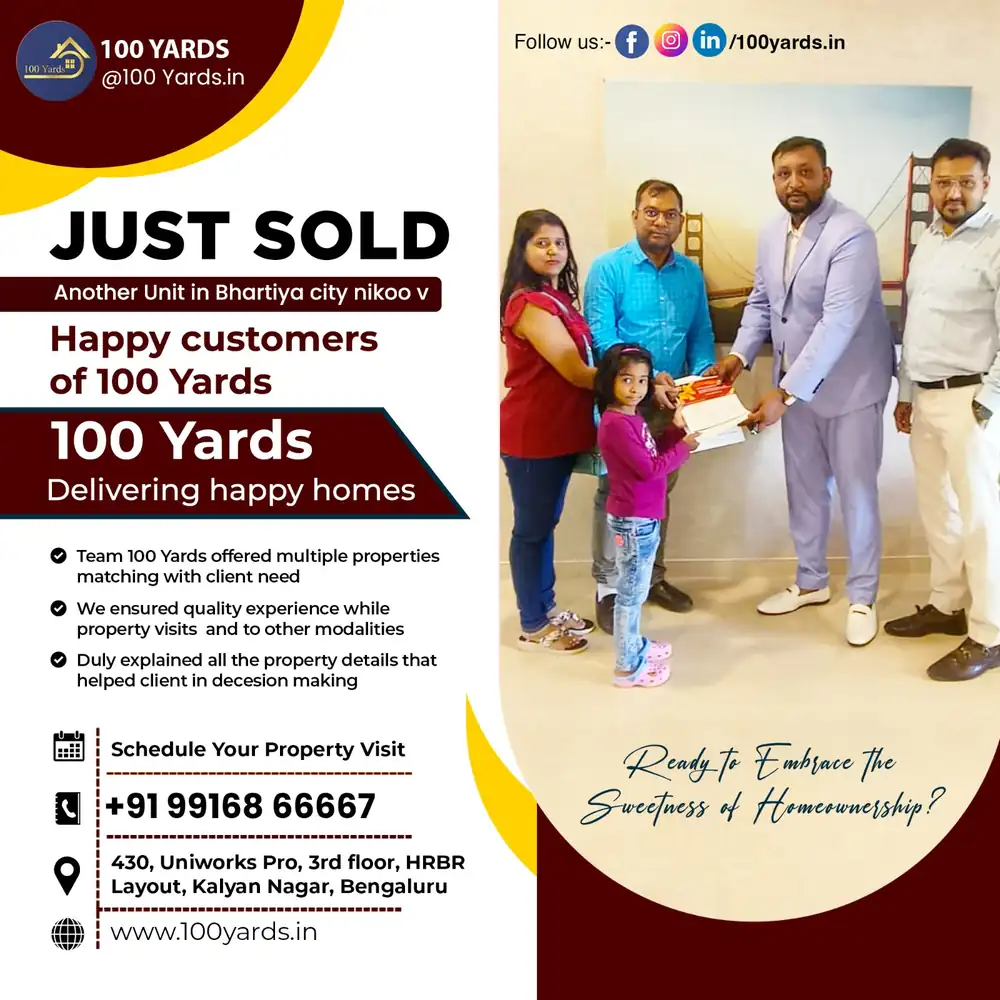 100 Yards
100 YARDS
@100 Yards.in
Follow us:- f in /100yards.in
JUST SOLD
Another Unit in Bhartiya city nikoo v
Happy customers
of 100 Yards
100 Yards
Delivering happy homes
Team 100 Yards offered multiple properties
matching with client need
We ensured quality experience while
property visits and to other modalities
Duly explained all the property details that
helped client in decesion making
Schedule Your Property Visit
+91 99168 66667
430, Uniworks Pro, 3rd floor, HRBR
Layout, Kalyan Nagar, Bengaluru
www.100yards.in
Ready to Embrace the
Sweetness of Homeownership?